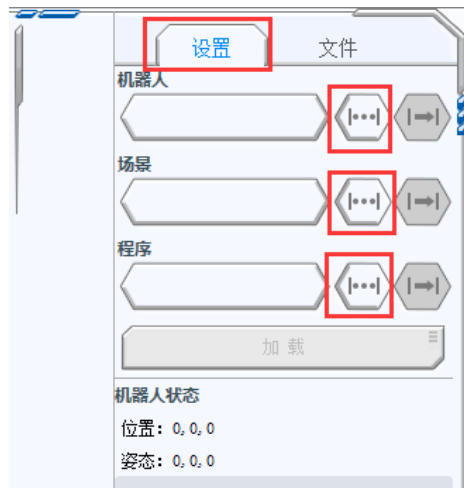 设置 文件
机器人
场景
程序
加载
机器人状态
位置: 0, 0, 0
姿态: 0, 0, 0